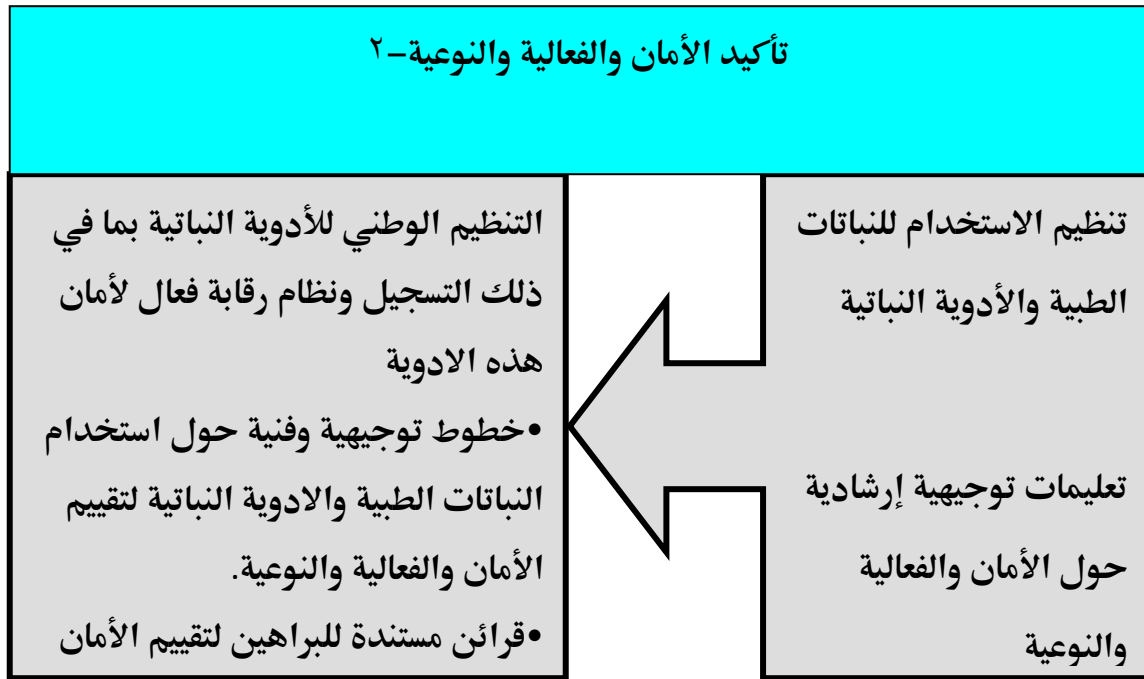 تأكيد الأمان والفعالية والنوعية-٢
تنظيم الاستخدام للنباتات
الطبية والأدوية النباتية
تعليمات توجيهية إرشادية
حول الأمان والفعالية
والنوعية
التنظيم الوطني للأدوية النباتية بما في
ذلك التسجيل ونظام رقابة فعال لأمان
هذه الادوية
•خطوط توجيهية وفنية حول استخدام
النباتات الطبية والادوية النباتية لتقييم
الأمان والفعالية والنوعية.
•قرائن مستندة للبراهين لتقييم الأمان